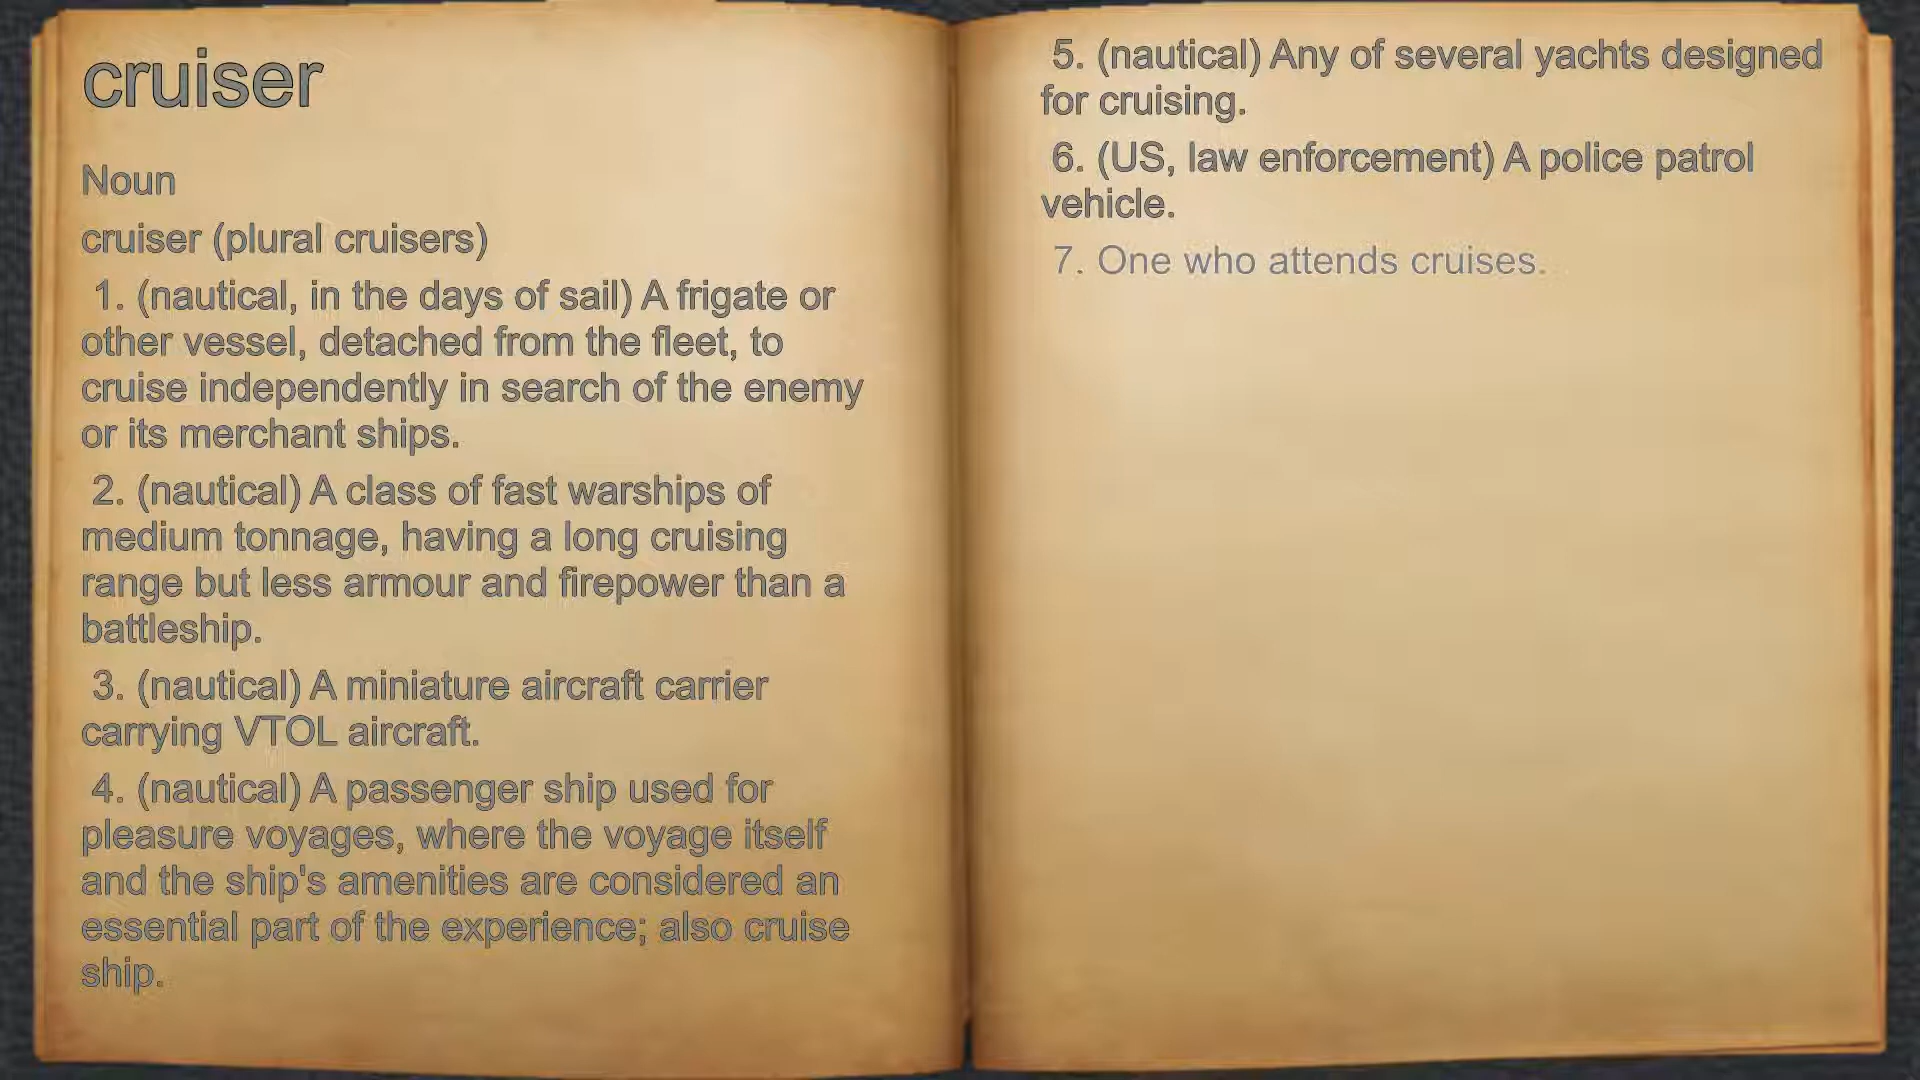 cruiser
Noun
cruiser (plural cruisers)
1. (nautical, in the days of sail) A frigate or
other vessel, detached from the fleet, to
cruise independently in search of the enemy
or its merchant ships.
2. (nautical) A class of fast warships of
medium tonnage, having a long cruising
range but less armour and firepower than a
battleship.
3. (nautical) A miniature aircraft carrier
carrying VTOL aircraft.
4. (nautical) A passenger ship used for
pleasure voyages, where the voyage itself
and the ship's amenities are considered an
essential part of the experience; also cruise
ship.
5. (nautical) Any of several yachts designed
for cruising.
6. (US, law enforcement) A police patrol
vehicle.
7. One who attends cruises.